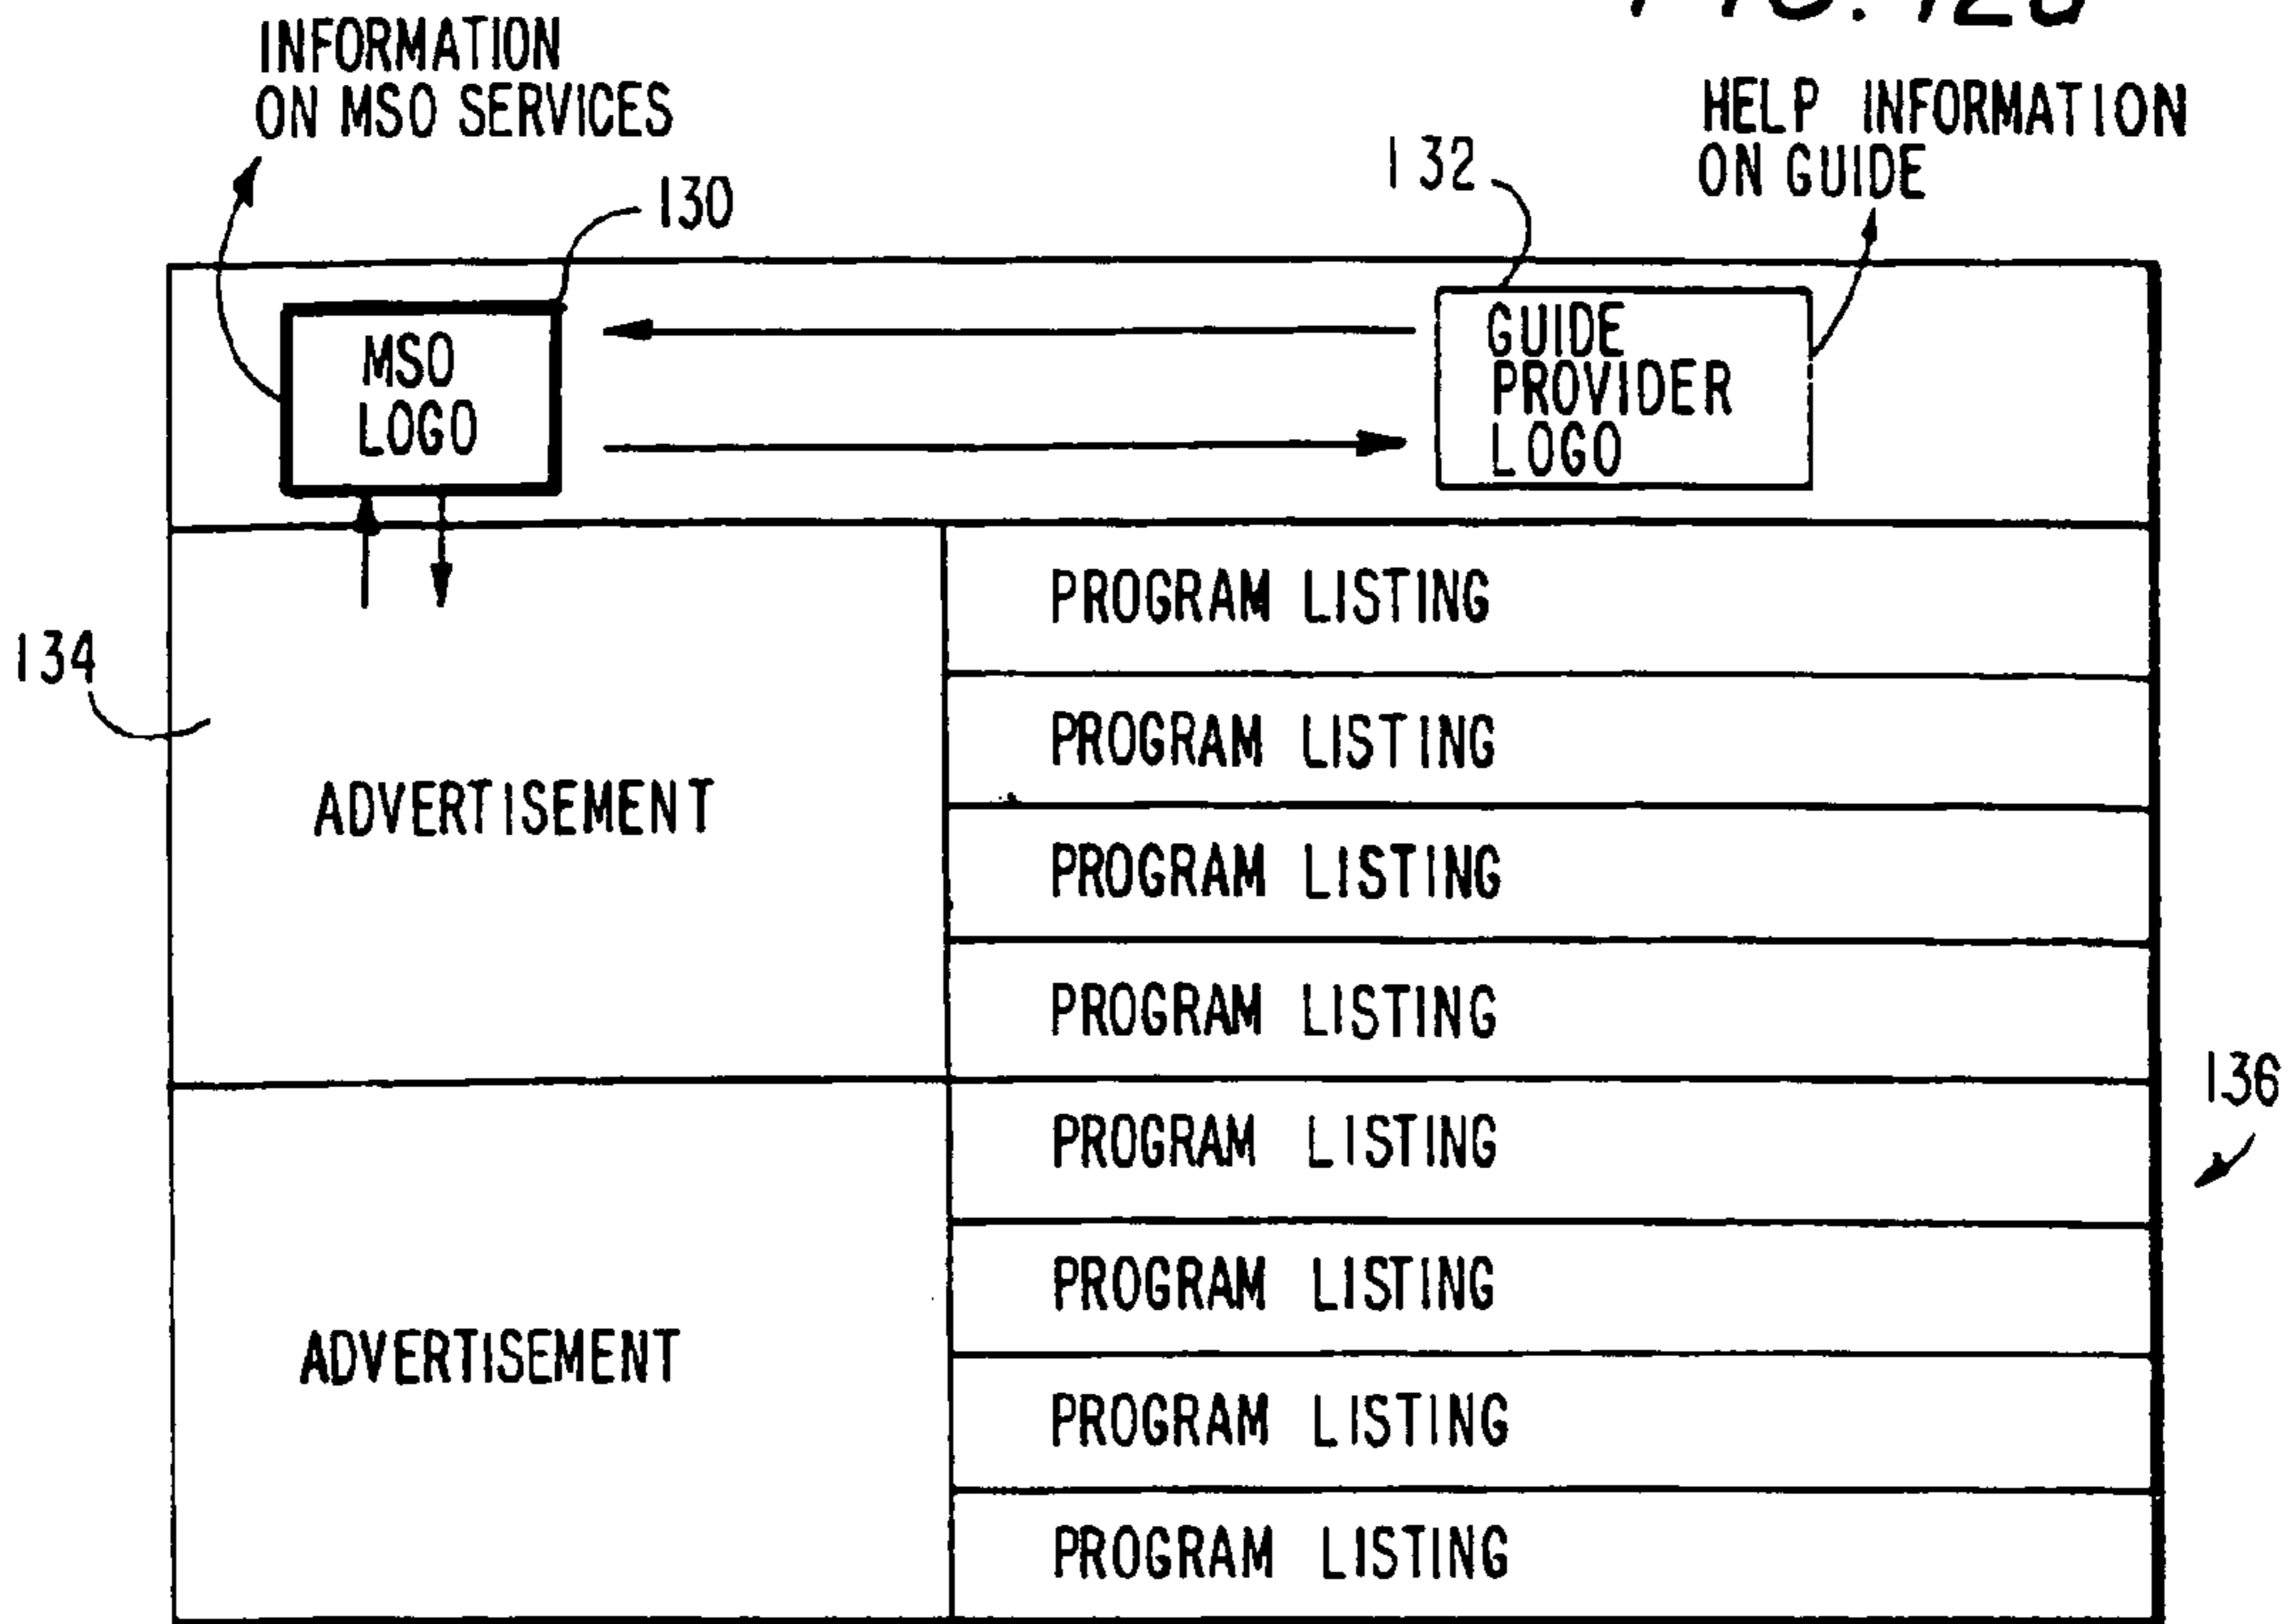 INFORMATION
ON MSO SERVICES
130
132
HELP INFORMATION
ON GUIDE
MSO
LOGO
GUIDE
PROVIDER
LOGO
134
ADVERTISEMENT
PROGRAM LISTING
PROGRAM LISTING
PROGRAM LISTING
PROGRAM LISTING
136
ADVERTISEMENT
PROGRAM LISTING
PROGRAM LISTING
PROGRAM LISTING
PROGRAM LISTING